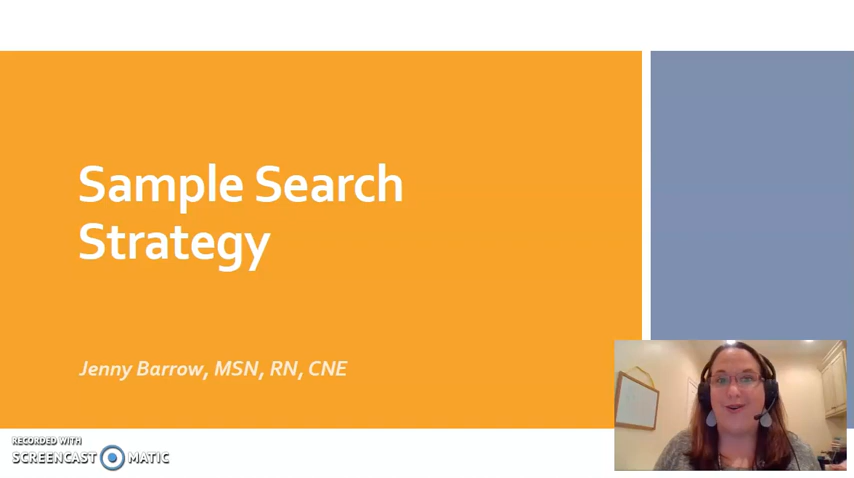 Sample Search
Strategy
Jenny Barrow, MSN, RN, CNE
RECORDED WITH
SCREENCAST MATIC